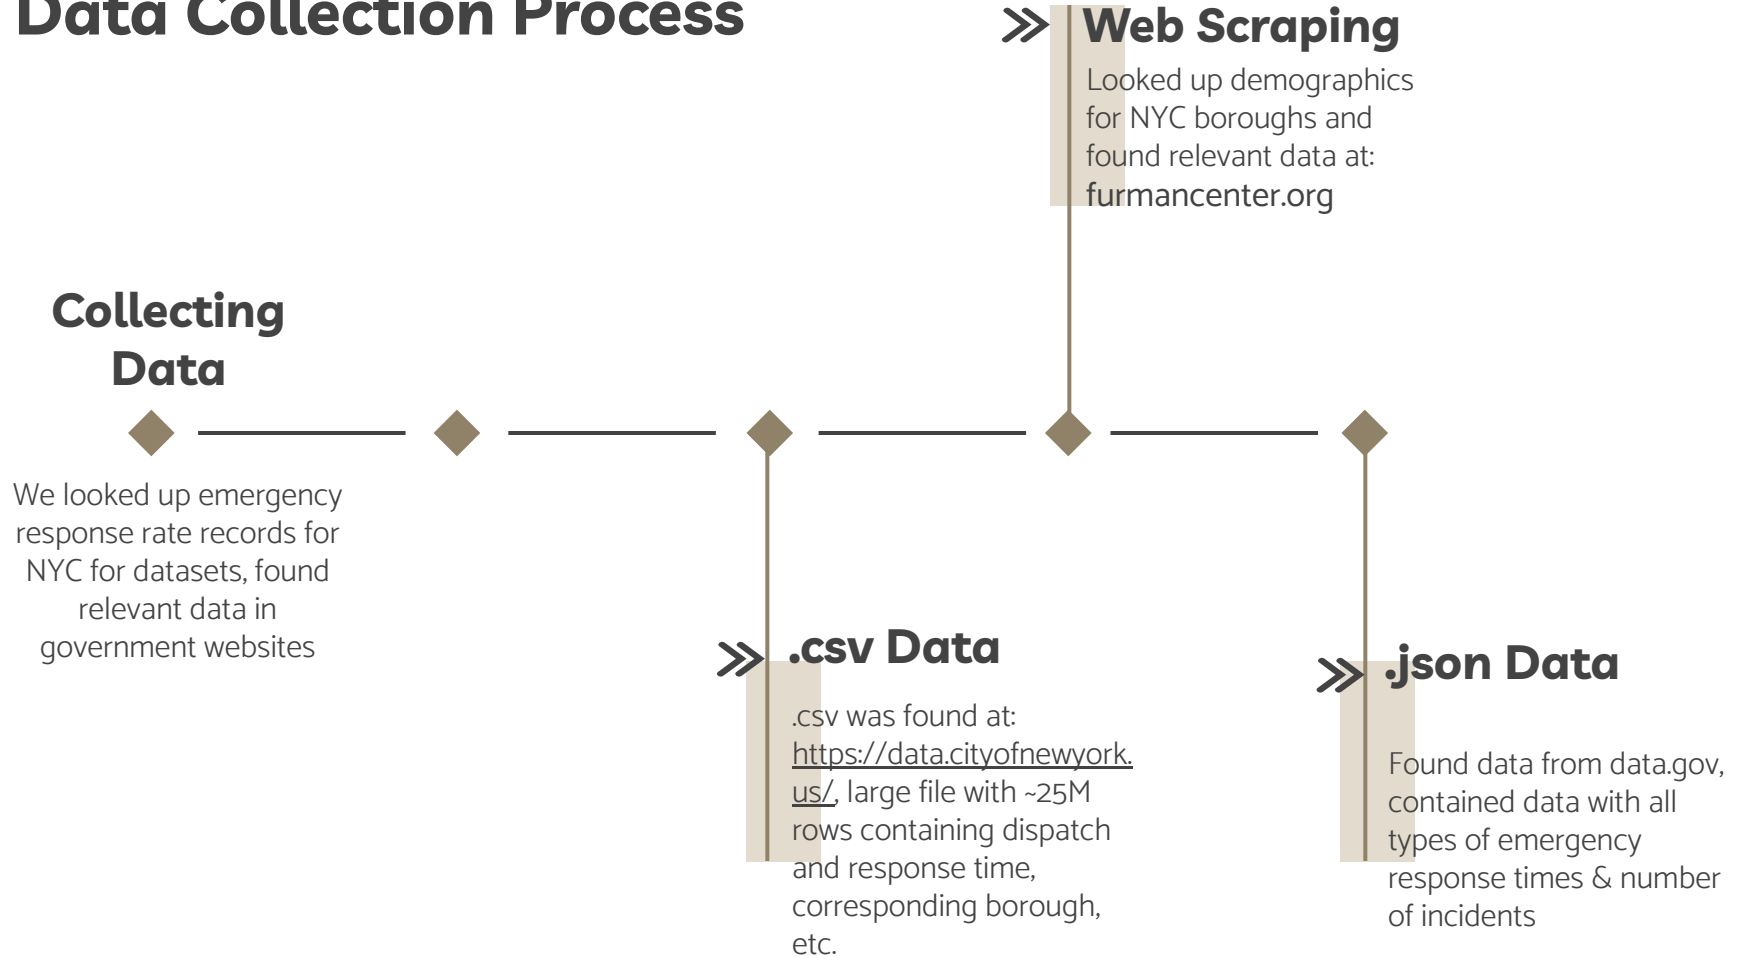 Data Collection Process
Web Scraping
Looked up demographics
for NYC boroughs and
found relevant data at:
furmancenter.org
Collecting
Data
We looked up emergency
response rate records for
NYC for datasets, found
relevant data in
government websites
.csv Data
.csv was found at:
https://data.cityofnewyork.
us/, large file with ~25M
rows containing dispatch
and response time,
corresponding borough,
etc.
.json Data
Found data from data.gov,
contained data with all
types of emergency
response times & number
of incidents